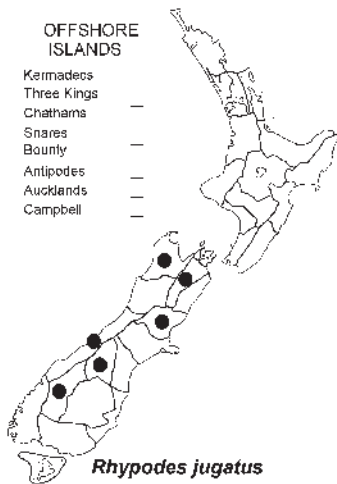 OFFSHORE
ISLANDS
Kermadecs
Three Kings
Chathams
Snares
Bounty
Antipodes
Aucklands
Campbell
Rhypodes jugatus